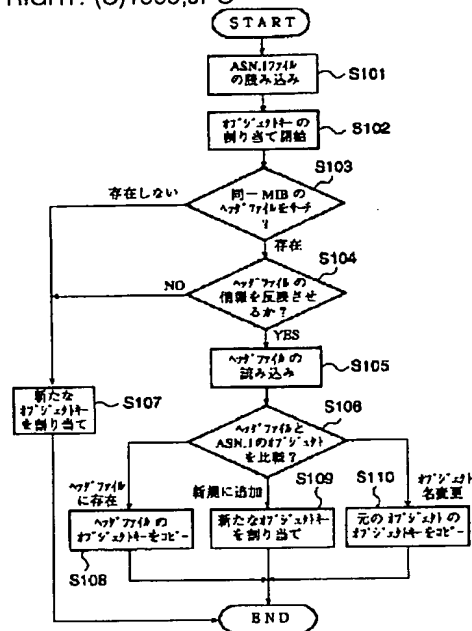 RIGHT: (C)1999,JPO
START
ASN.1ファイル
の読み込み
S101
オブジェクトキーの
割り当て開始
S102
S103
存在しない
同一 MIB の
ヘッダファイルをサーチ
?
存在
S104
NO
ヘッダファイルの
情報を反映させ
るか?
YES
ヘッダファイルの
読み込み
S105
新たな
オブジェクトキー
を割り当て
S107
S106
ヘッダファイルと
ASN.1のオブジェクト
を比較?
ヘッダファイル
に存在
新規に追加
S109
S110
オブジェクト
名変更
ヘッダファイルの
オブジェクトキーをコピー
新たなオブジェクトキー
を割り当て
元のオブジェクトの
オブジェクトキーをコピー
S108
END